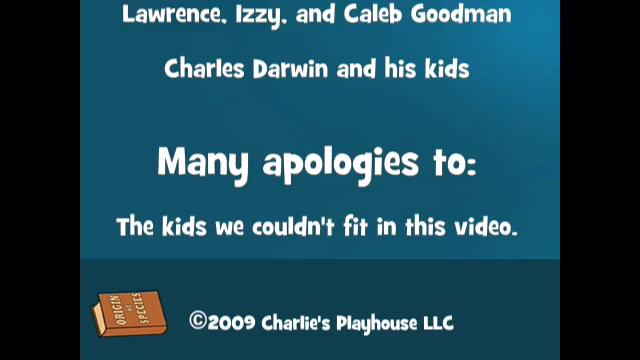 Lawrence, Izzy, and Caleb Goodman
Charles Darwin and his kids
Many apologies to:
The kids we couldn't fit in this video.
ORIGIN
OF
SPECIES
©2009 Charlie's Playhouse LLC